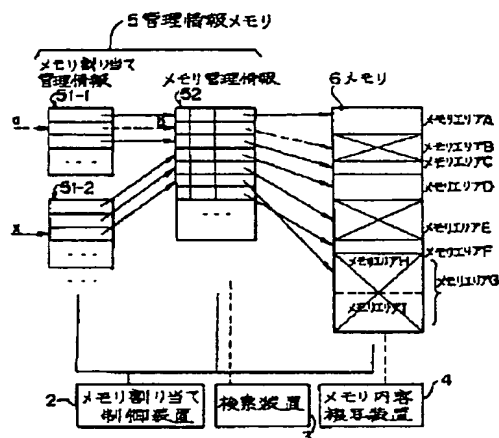 5 管理情報メモリ
メモリ割り当て
管理情報
51-1
メモリ管理情報
52
6 メモリ
a
51-2
x
メモリエリアA
メモリエリアB
メモリエリアC
メモリエリアD
メモリエリアE
メモリエリアF
メモリエリアG
メモリエリアH
メモリエリアI
2
メモリ割り当て
制御装置
検索装置
3
メモリ内容
複写装置
4